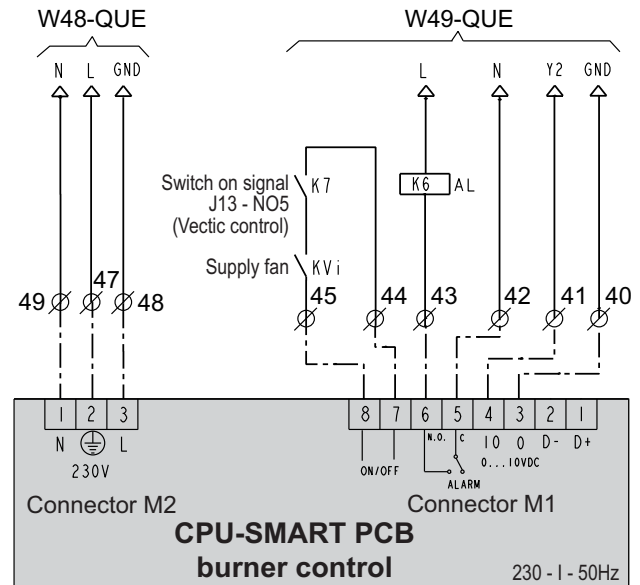 W48-QUE W49-QUE
N L GND L N Y2 GND
Switch on signal K7 K6 AL
J13 - NO5
(Vectic control)
Supply fan KVi
49 47 48 45 44 43 42 41 40
1 2 3 8 7 6 5 4 3 2 1
N L N.O. C 10 0 D- D+
230V ON/OFF 0...10VDC
ALARM
Connector M2 Connector M1
CPU-SMART PCB
burner control
230 - I - 50Hz